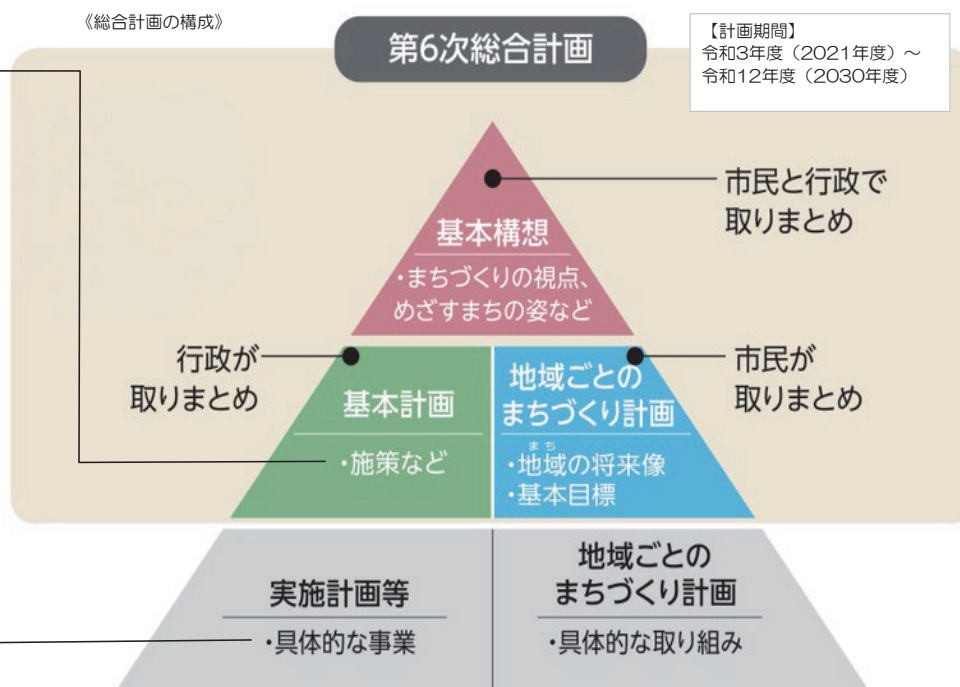 《総合計画の構成》
第6次総合計画
【計画期間】
令和3年度（2021年度）～
令和12年度（2030年度）
市民と行政で
取りまとめ
基本構想
・まちづくりの視点、
めざすまちの姿など
行政が
取りまとめ
市民が
取りまとめ
基本計画
・施策など
地域ごとの
まちづくり計画
まち
・地域の将来像
・基本目標
実施計画等
・具体的な事業
地域ごとの
まちづくり計画
・具体的な取り組み